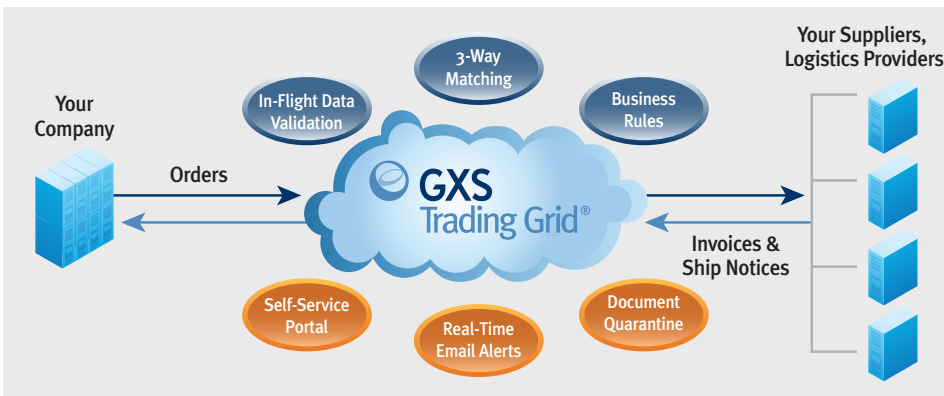 Your Suppliers,
Logistics Providers
3-Way
Matching
In-Flight Data
Validation
Business
Rules
Your
Company
Orders
GXS
Trading Grid®
Invoices &
Ship Notices
Self-Service
Portal
Real-Time
Email Alerts
Document
Quarantine